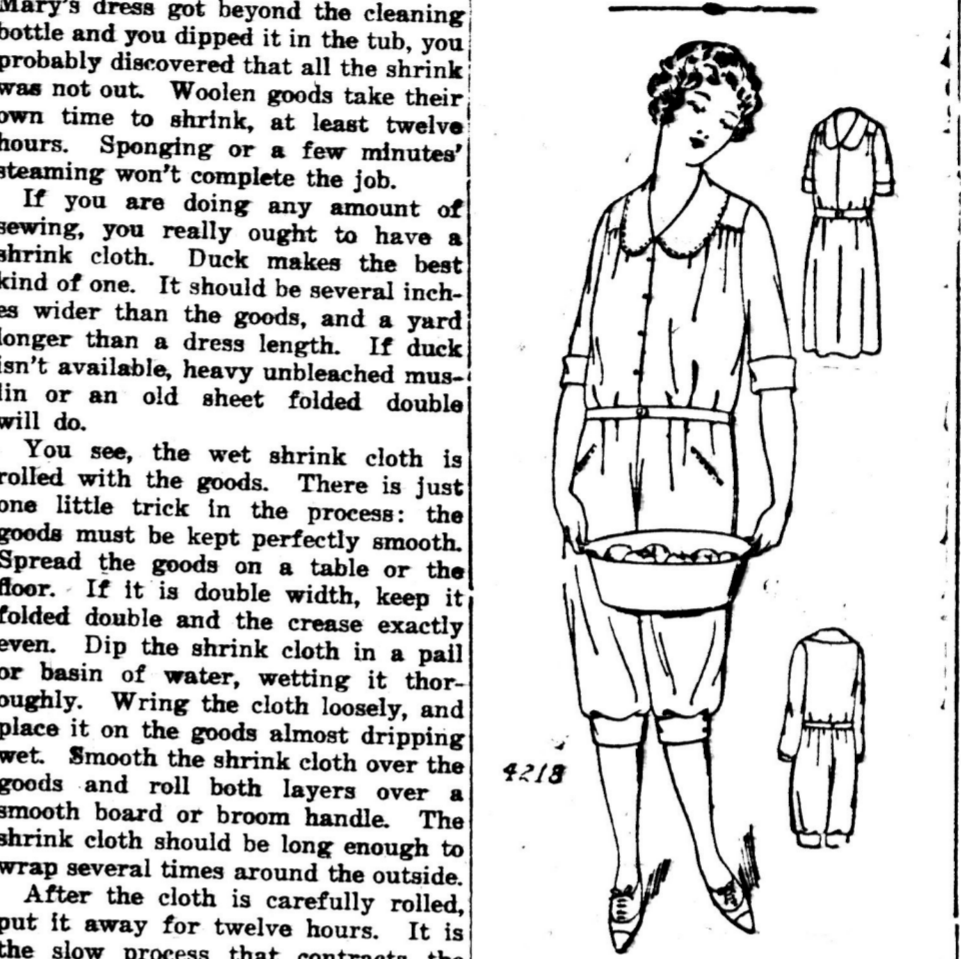 Mary's dress got beyond the cleaning
bottle and you dipped it in the tub, you
probably discovered that all the shrink
was not out. Woolen goods take their
own time to shrink, at least twelve
hours. Sponging or a few minutes'
steaming won't complete the job.
If you are doing any amount of
sewing, you really ought to have a
shrink cloth. Duck makes the best
kind of one. It should be several inch-
es wider than the goods, and a yard
longer than a dress length. If duck
isn't available, heavy unbleached mus-
lin or an old sheet folded double
will do.
You see, the wet shrink cloth is
rolled with the goods. There is just
one little trick in the process: the
goods must be kept perfectly smooth.
Spread the goods on a table or the
floor. If it is double width, keep it
folded double and the crease exactly
even. Dip the shrink cloth in a pail
or basin of water, wetting it thor-
oughly. Wring the cloth loosely, and
place it on the goods almost dripping
wet. Smooth the shrink cloth over the
goods and roll both layers over a
smooth board or broom handle. The
shrink cloth should be long enough to
wrap several times around the outside.
After the cloth is carefully rolled,
put it away for twelve hours. It is
the slow process that contracts the
4218